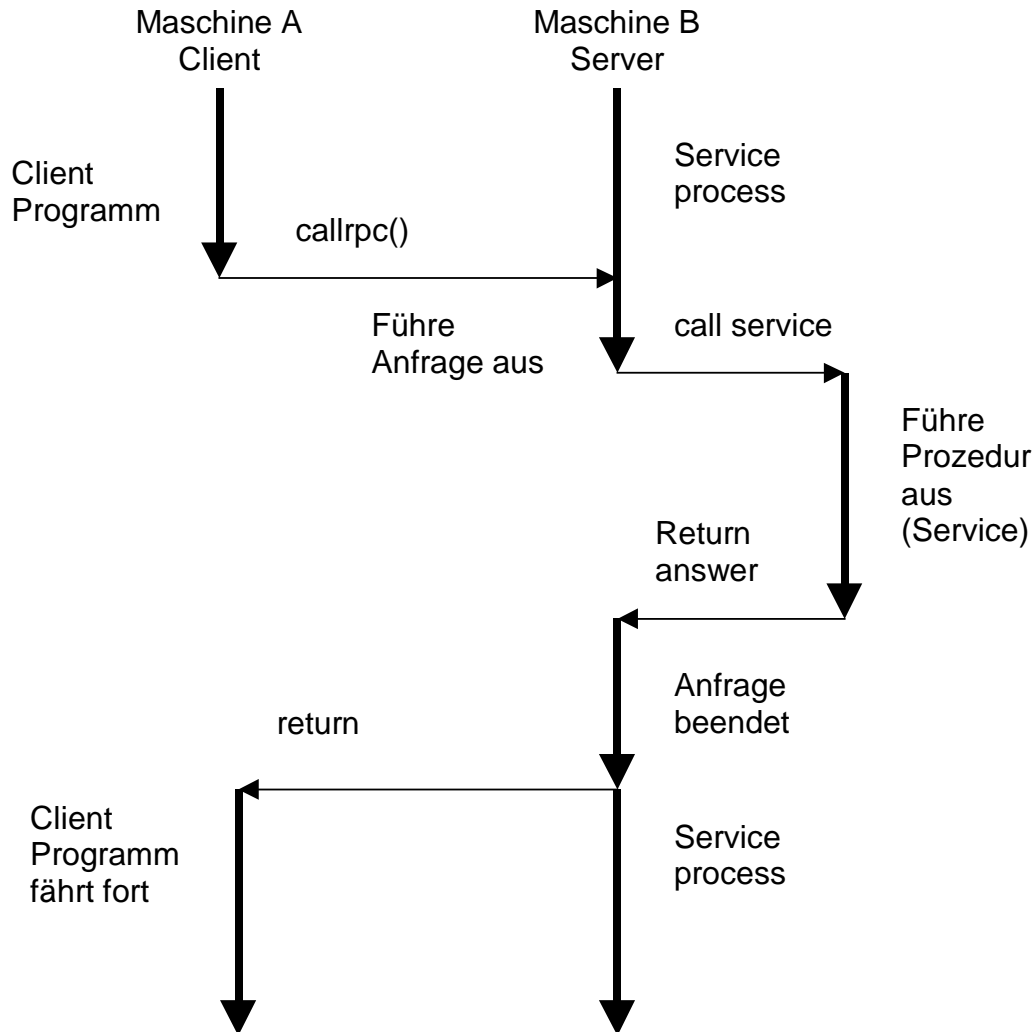 Maschine A
Client
Maschine B
Server
Client
Programm
Service
process
callrpc()
Führe
Anfrage aus
call service
Führe
Prozedur
aus
(Service)
Return
answer
Anfrage
beendet
return
Client
Programm
fährt fort
Service
process